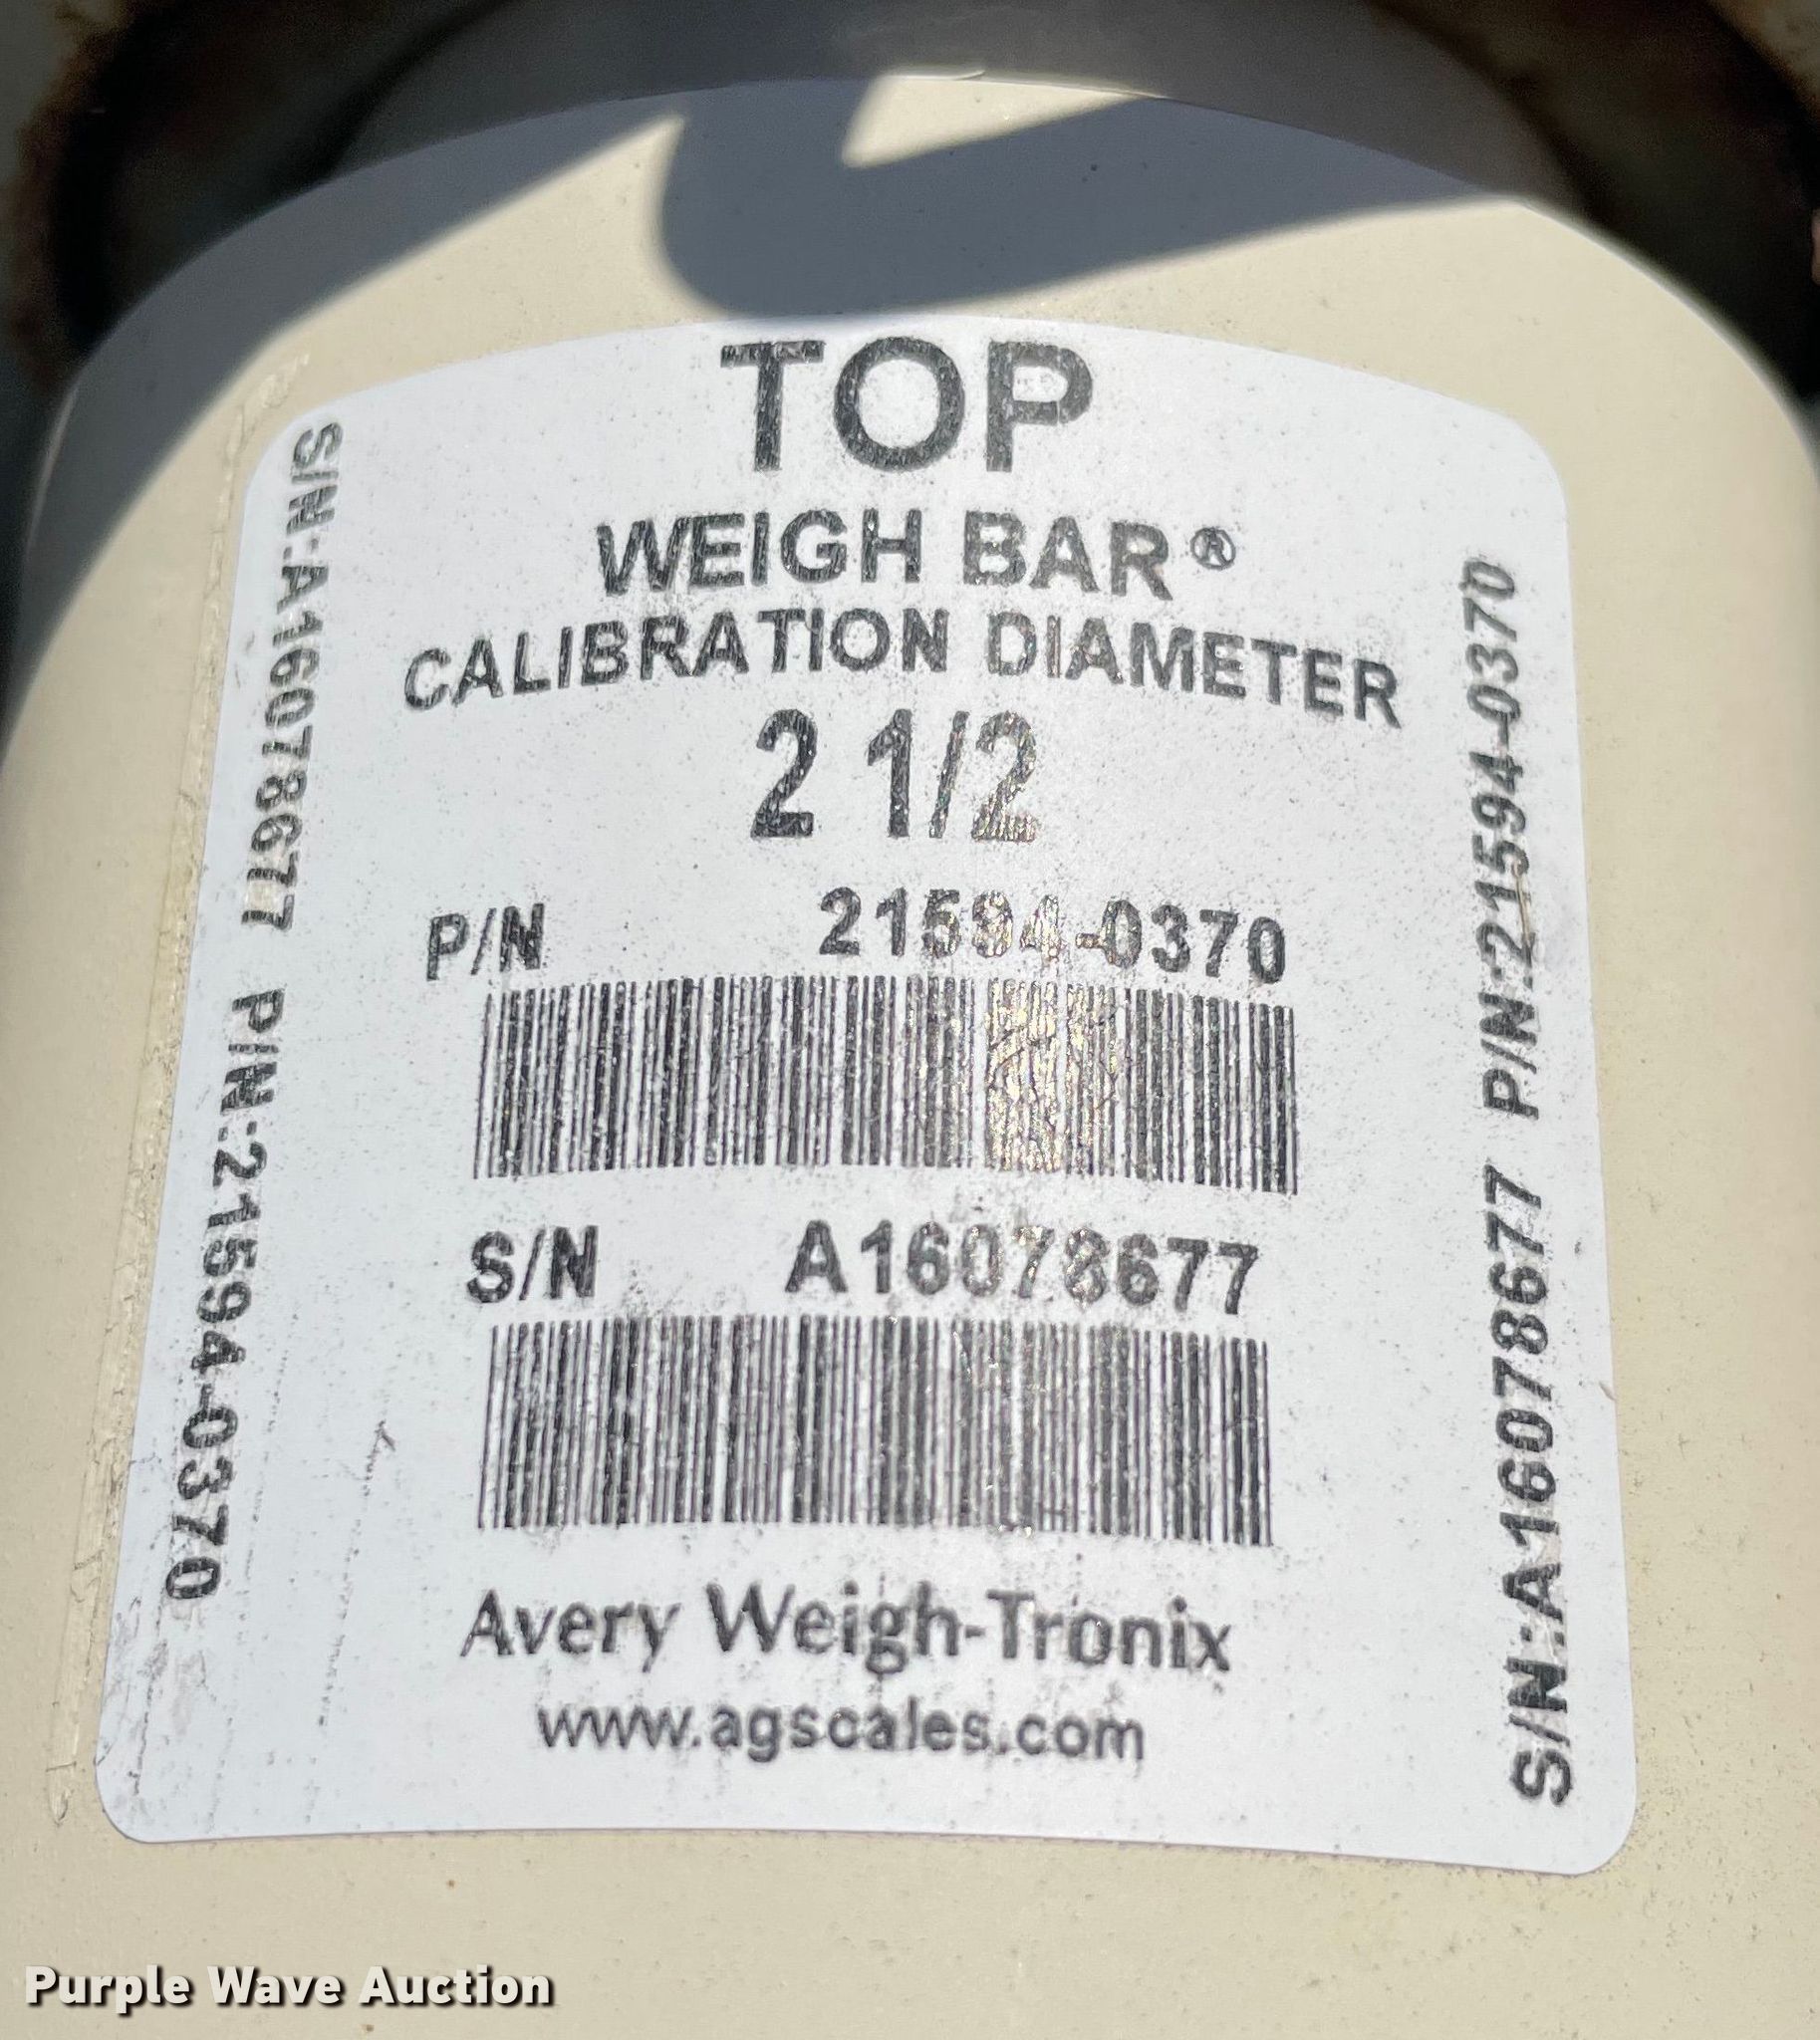 TOP
WEIGH BAR®
CALIBRATION DIAMETER
2 1/2
P/N 21594-0370
S/N A16078677
Avery Weigh-Tronix
www.agscales.com
S/N:A16078677 P/N:21594-0370
S/N:A16078677 P/N:21594-0370
Purple Wave Auction